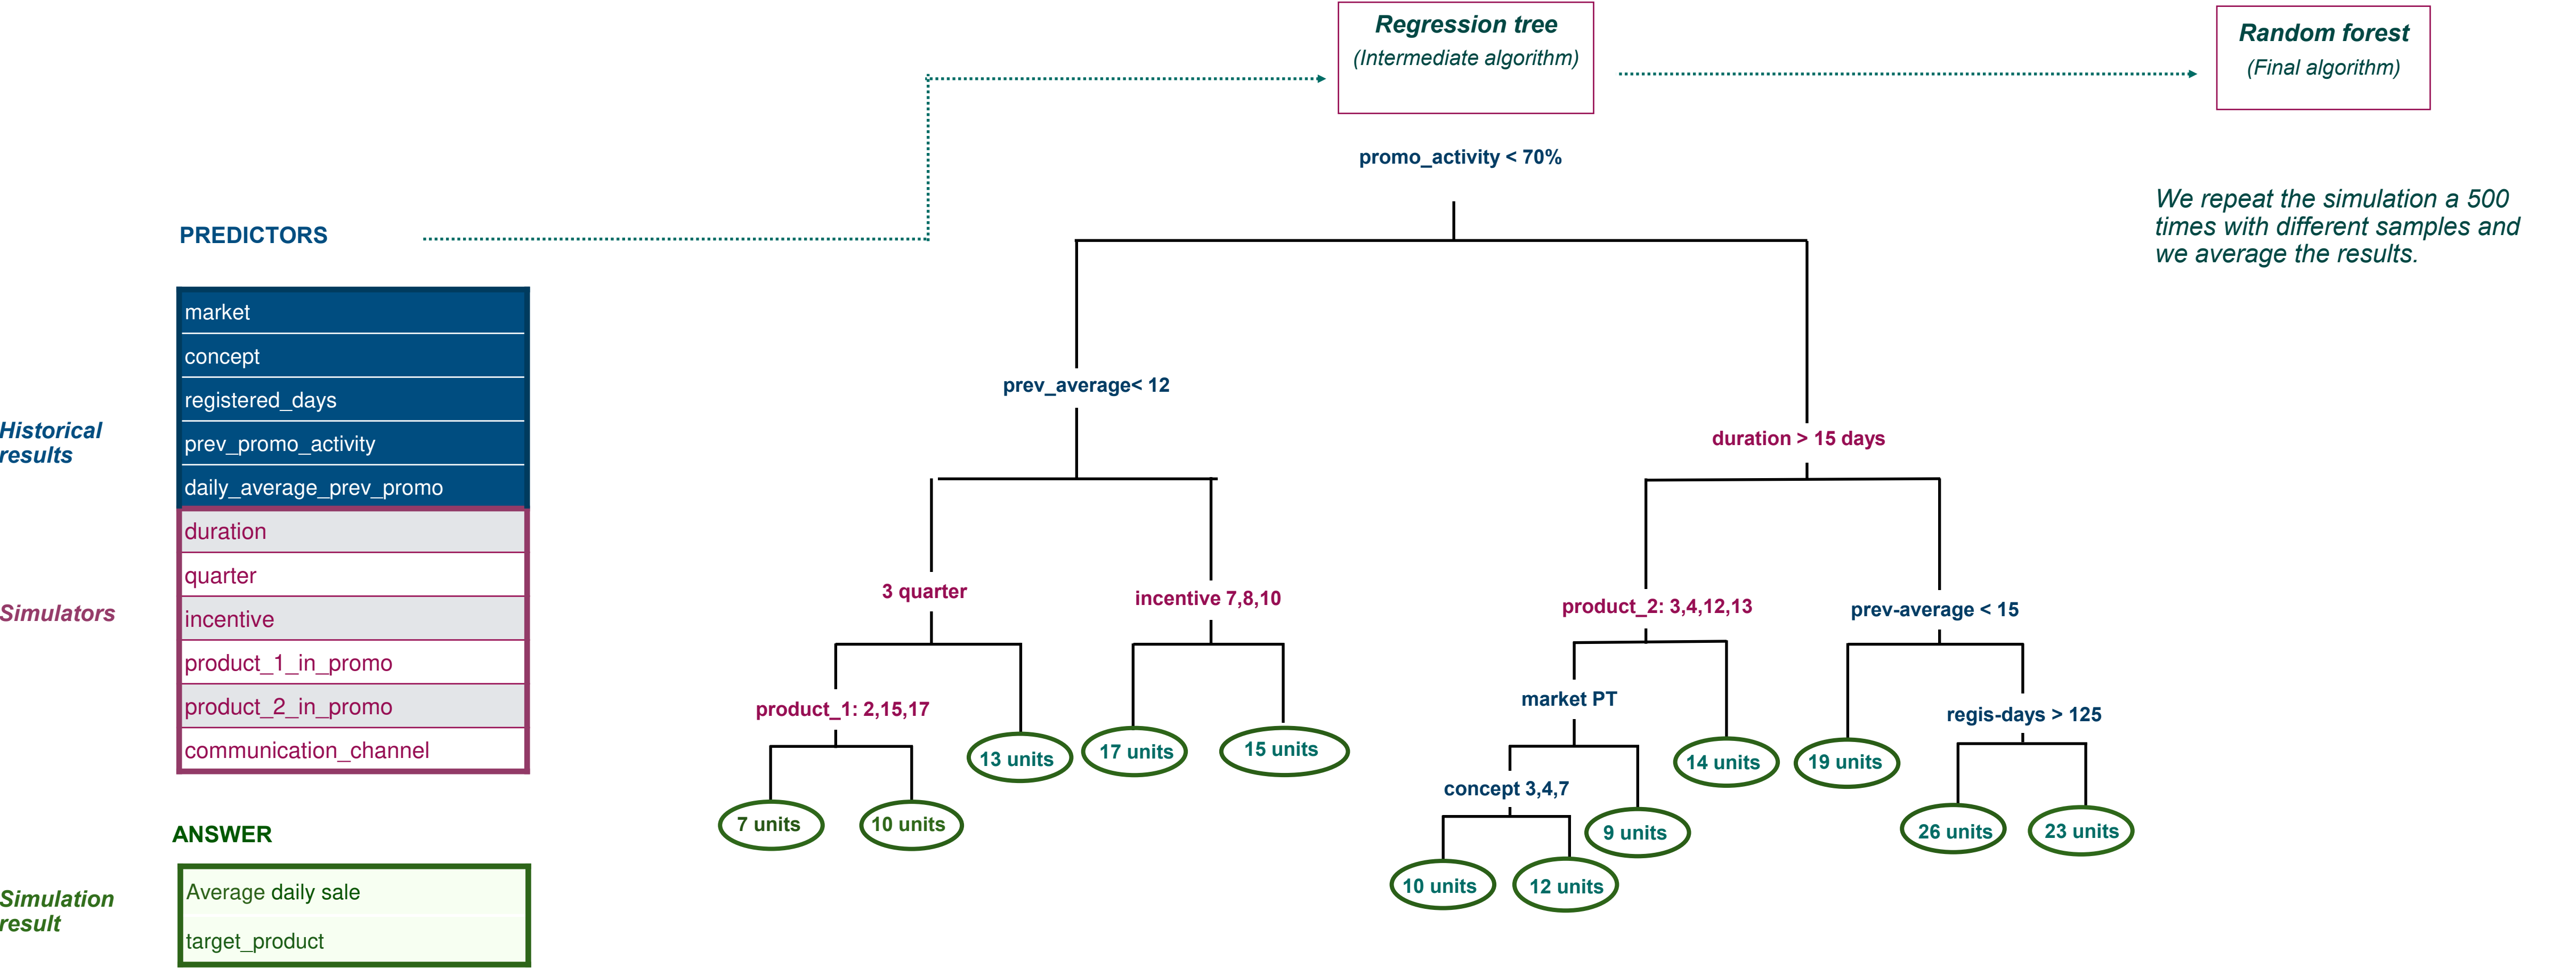 Regression tree
(Intermediate algorithm)
Random forest
(Final algorithm)
promo_activity < 70%
We repeat the simulation a 500
times with different samples and
we average the results.
PREDICTORS
market
concept
registered_days
prev_promo_activity
daily_average_prev_promo
Historical
results
duration
quarter
incentive
product_1_in_promo
product_2_in_promo
communication_channel
Simulators
ANSWER
Average daily sale
target_product
Simulation
result
prev_average< 12
duration > 15 days
3 quarter
incentive 7,8,10
product_2: 3,4,12,13
prev-average < 15
product_1: 2,15,17
market PT
regis-days > 125
13 units
17 units
15 units
14 units
19 units
concept 3,4,7
7 units
10 units
9 units
26 units
23 units
10 units
12 units